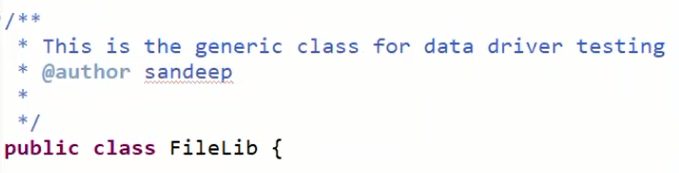 /**
 * This is the generic class for data driver testing
 * @author sandeep
 *
 */
public class FileLib {